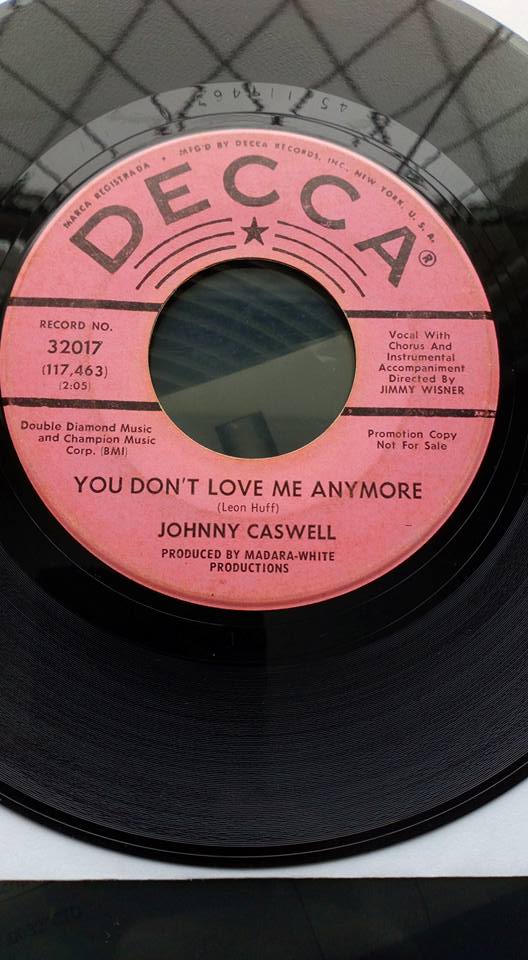 MARCA REGISTRADA • MFG'D BY DECCA RECORDS, INC., NEW YORK, U.S.A.
DECCA®
RECORD NO.
32017
(117,463)
(2:05)
Vocal With
Chorus And
Instrumental
Accompaniment
Directed By
JIMMY WISNER
Double Diamond Music
and Champion Music
Corp. (BMI)
Promotion Copy
Not For Sale
YOU DON'T LOVE ME ANYMORE
(Leon Huff)
JOHNNY CASWELL
PRODUCED BY MADARA-WHITE
PRODUCTIONS